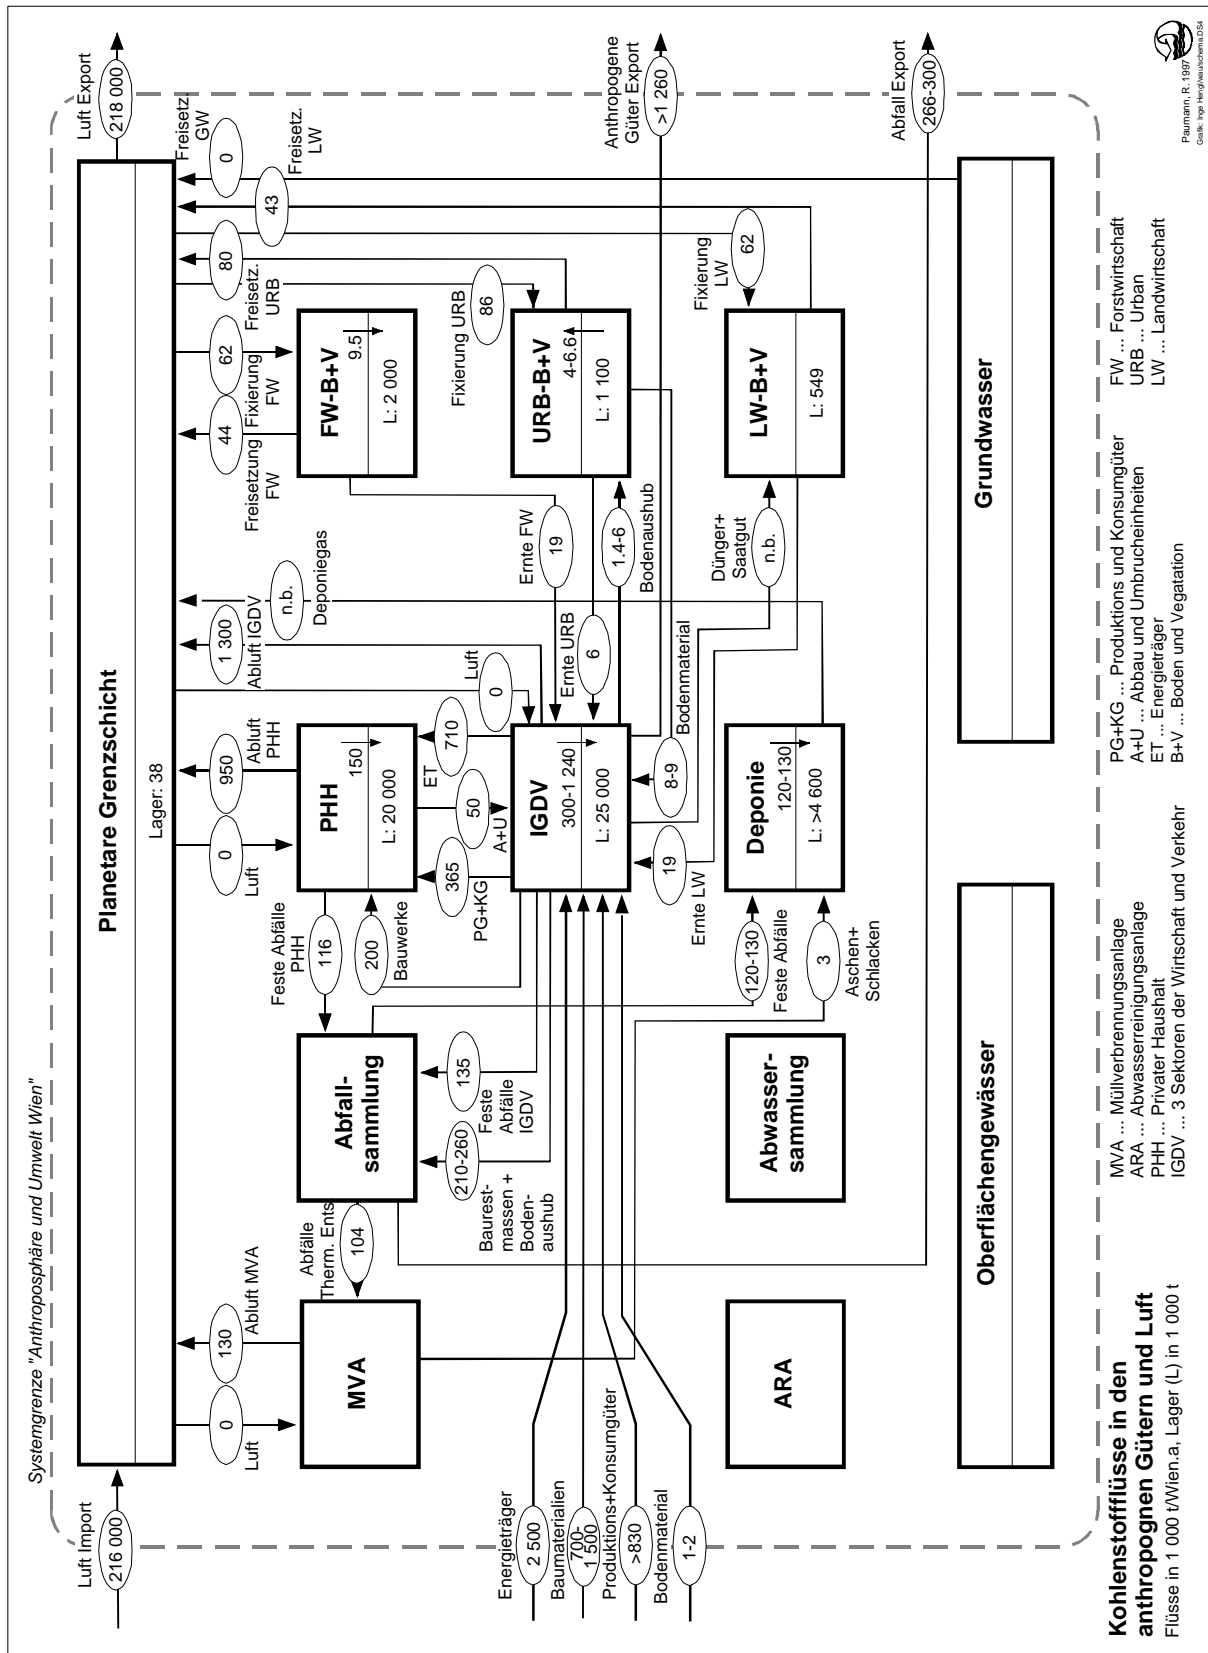 Systemgrenze "Anthroposphäre und Umwelt Wien"
Luft Import
216 000
Planetare Grenzschicht
Lager: 38
Luft Export
218 000
0
Luft
130
Abluft MVA
0
Luft
950
Abluft
PHH
1 300
Abluft IGDV
n.b.
Deponiegas
44
Freisetzung
FW
62
Fixierung
FW
80
Freisetz.
URB
43
Freisetz.
LW
0
Freisetz.
GW
MVA
Abfälle
Therm. Ents
104
Abfall-
sammlung
Feste Abfälle
PHH
116
200
Bauwerke
PHH
150
L: 20 000
FW-B+V
9.5
L: 2 000
365
PG+KG
50
A+U
710
ET
0
Luft
Ernte FW
19
Fixierung URB
86
210-260
Baurest-
massen +
Boden-
aushub
135
Feste
Abfälle
IGDV
IGDV
300-1 240
L: 25 000
Ernte URB
6
1.4-6
Bodenaushub
URB-B+V
4-6.6
L: 1 100
Anthropogene
Güter Export
>1 260
Energieträger
2 500
Baumaterialien
700-
1 500
Produktions+Konsumgüter
>830
Bodenmaterial
1-2
19
Ernte LW
8-9
Bodenmaterial
Dünger+
Saatgut
n.b.
Fixierung
LW
62
ARA
Abwasser-
sammlung
120-130
Feste Abfälle
3
Aschen+
Schlacken
Deponie
120-130
L: >4 600
LW-B+V
L: 549
Abfall Export
266-300
Oberflächengewässer
Grundwasser
Kohlenstoffflüsse in den
anthropognen Gütern und Luft
Flüsse in 1 000 t/Wien.a, Lager (L) in 1 000 t
MVA ... Müllverbrennungsanlage
ARA ... Abwasserreinigungsanlage
PHH ... Privater Haushalt
IGDV ... 3 Sektoren der Wirtschaft und Verkehr
PG+KG ... Produktions und Konsumgüter
A+U ... Abbau und Umbrucheinheiten
ET ... Energieträger
B+V ... Boden und Vegatation
FW ... Forstwirtschaft
URB ... Urban
LW ... Landwirtschaft
Paumann, R. 1997